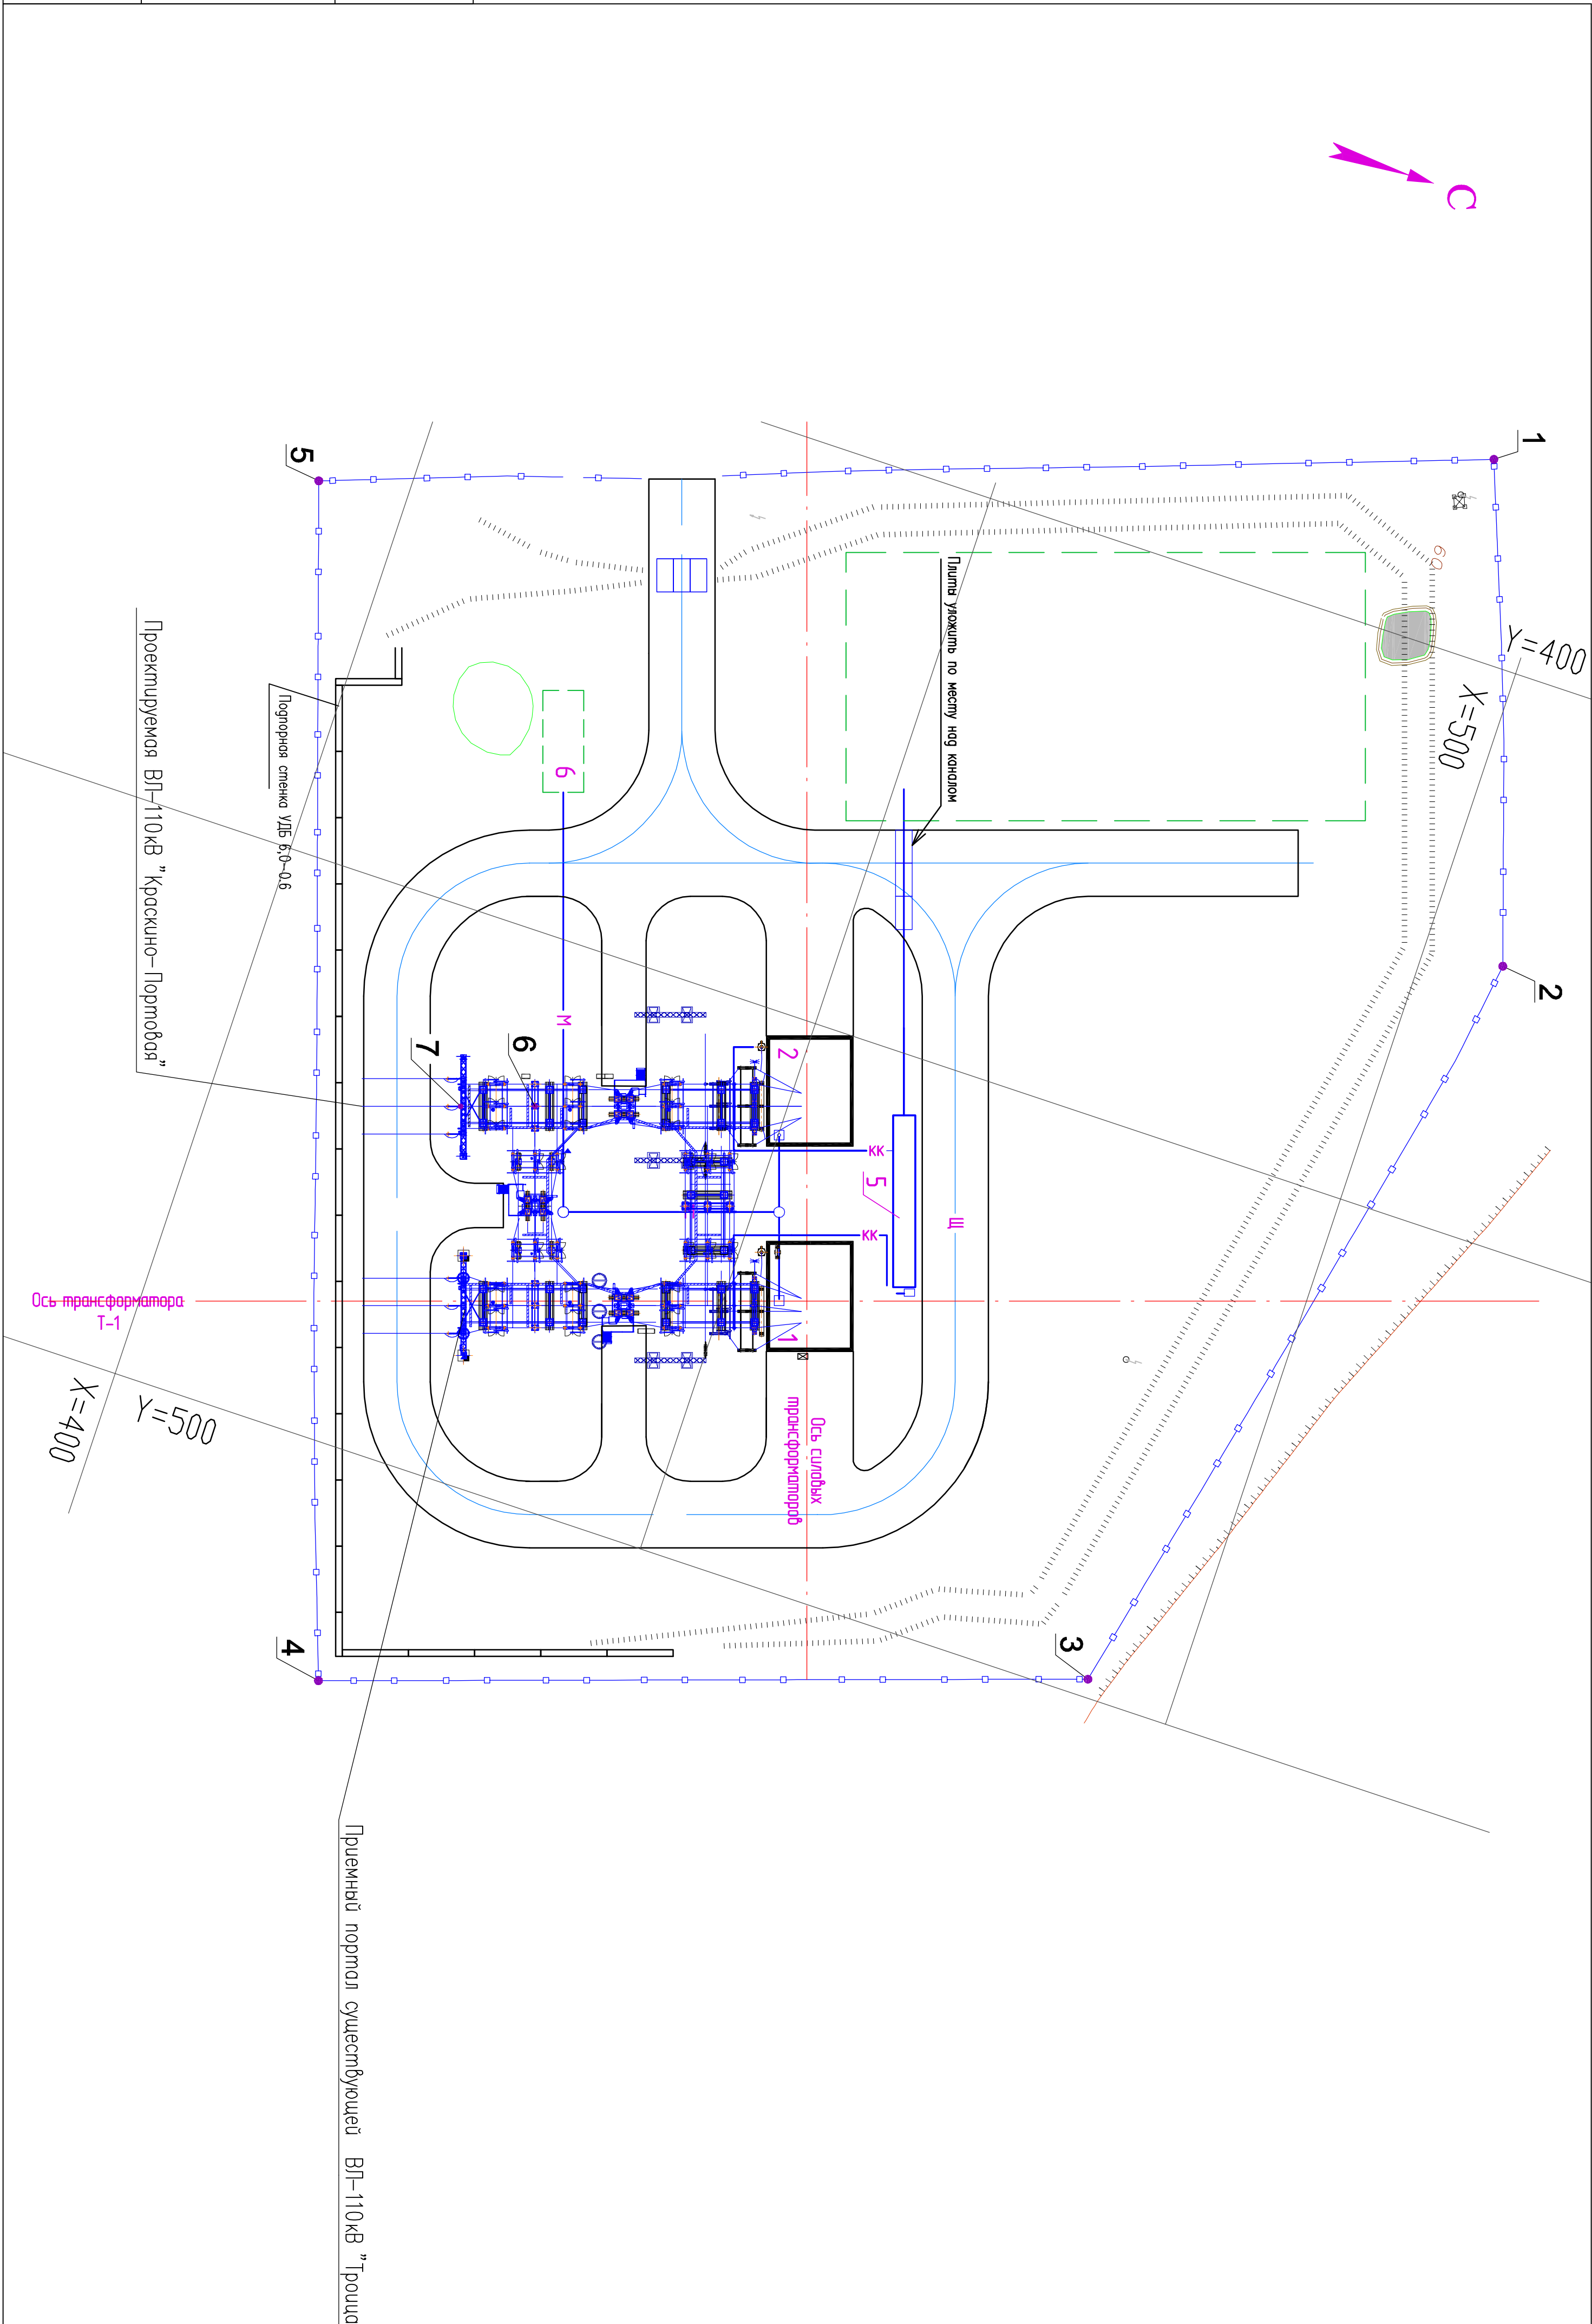 С
1
5
60
Y=400
X=500
Плиты уложить по месту над каналом
Проектируемая ВЛ-110кВ "Краскино-Портовая"
Подпорная стенка УДБ 6,0-0.6
6
2
М
7
6
2
КК
5
Щ
КК
1
Ось трансформатора
Т-1
X=400
Y=500
Ось силовых
трансформаторов
4
3
Приемный портал существующей ВЛ-110кВ "Троица